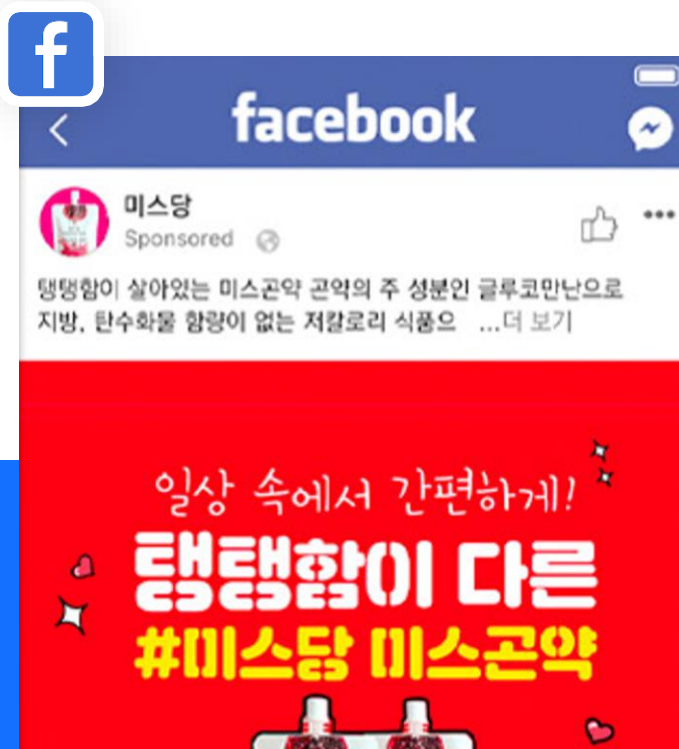 f
facebook
미스당
Sponsored
탱탱함이 살아있는 미스곤약 곤약의 주 성분인 글루코만난으로
지방, 탄수화물 함량이 없는 저칼로리 식품으 ...더 보기
일상 속에서 간편하게!
탱탱함이 다른
#미스당 미스곤약